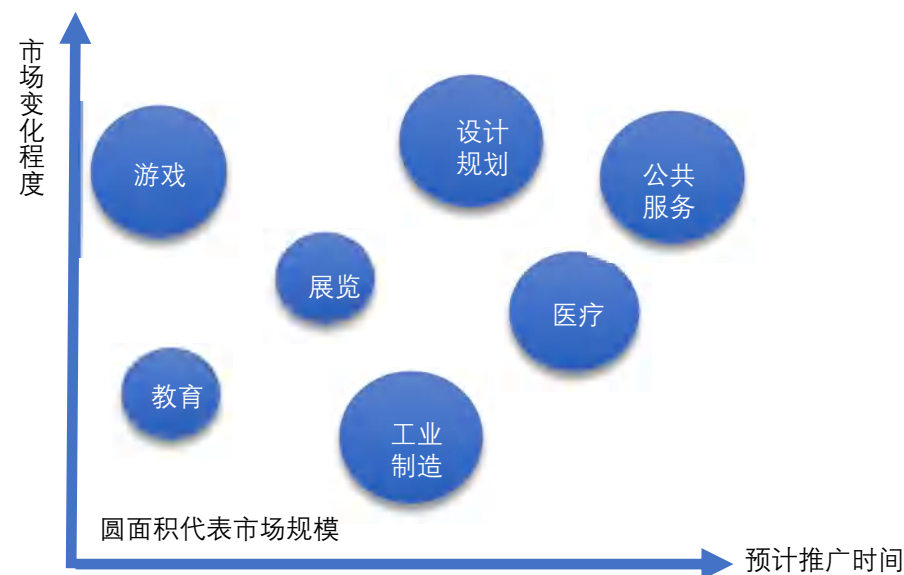 市场变化程度
游戏
设计
规划
公共
服务
展览
医疗
教育
工业
制造
圆面积代表市场规模
预计推广时间